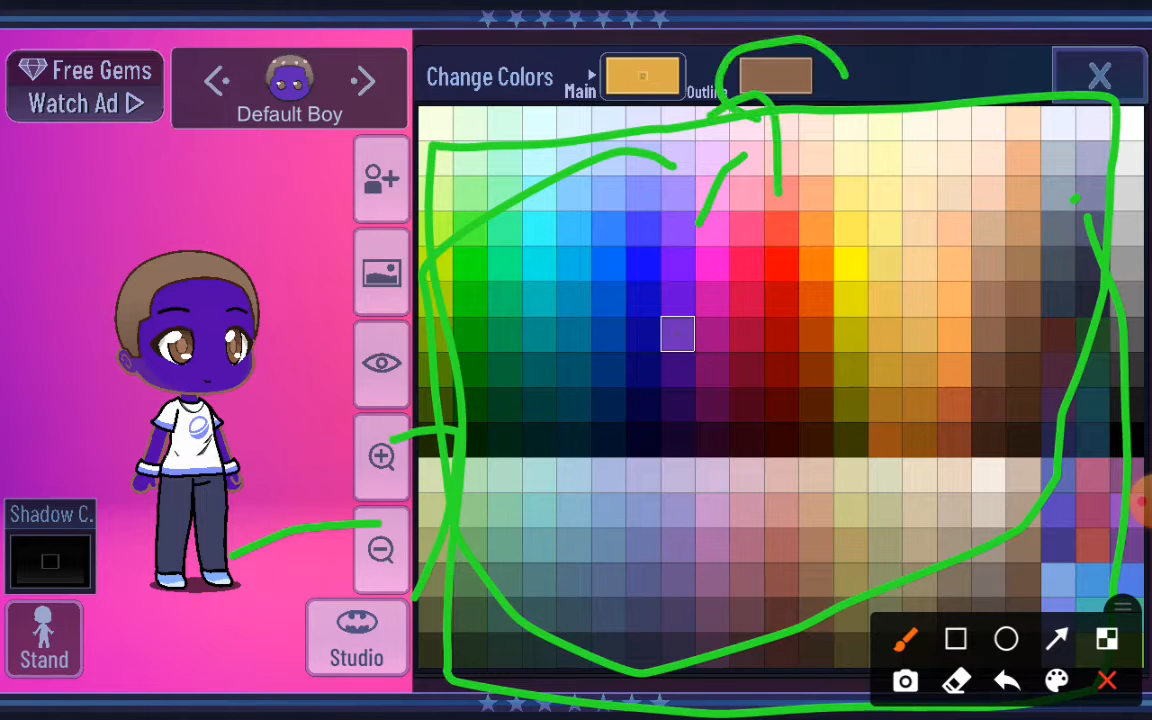 Free Gems
Watch Ad
Default Boy
Change Colors
Main
Outline
Shadow C.
Stand
Studio